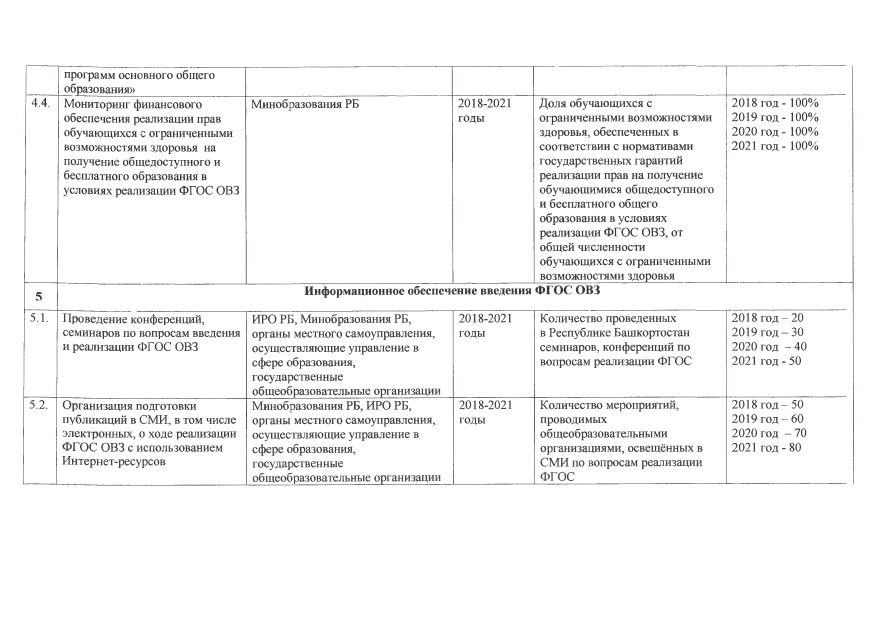 программ основного общего
образования»
4.4.
Мониторинг финансового
обеспечения реализации прав
обучающихся с ограниченными
возможностями здоровья на
получение общедоступного и
бесплатного образования в
условиях реализации ФГОС ОВЗ
Минобразования РБ
2018-2021
годы
Доля обучающихся с
ограниченными возможностями
здоровья, обеспеченных в
соответствии с нормативами
государственных гарантий
реализации прав на получение
обучающимися общедоступного
и бесплатного общего
образования в условиях
реализации ФГОС ОВЗ, от
общей численности
обучающихся с ограниченными
возможностями здоровья
2018 год - 100%
2019 год - 100%
2020 год - 100%
2021 год - 100%
5
Информационное обеспечение введения ФГОС ОВЗ
5.1.
Проведение конференций,
семинаров по вопросам введения
и реализации ФГОС ОВЗ
ИРО РБ, Минобразования РБ,
органы местного самоуправления,
осуществляющие управление в
сфере образования,
государственные
общеобразовательные организации
2018-2021
годы
Количество проведенных
в Республике Башкортостан
семинаров, конференций по
вопросам реализации ФГОС
2018 год – 20
2019 год – 30
2020 год – 40
2021 год - 50
5.2.
Организация подготовки
публикаций в СМИ, в том числе
электронных, о ходе реализации
ФГОС ОВЗ с использованием
Интернет-ресурсов
Минобразования РБ, ИРО РБ,
органы местного самоуправления,
осуществляющие управление в
сфере образования,
государственные
общеобразовательные организации
2018-2021
годы
Количество мероприятий,
проводимых
общеобразовательными
организациями, освещённых в
СМИ по вопросам реализации
ФГОС
2018 год – 50
2019 год – 60
2020 год – 70
2021 год - 80